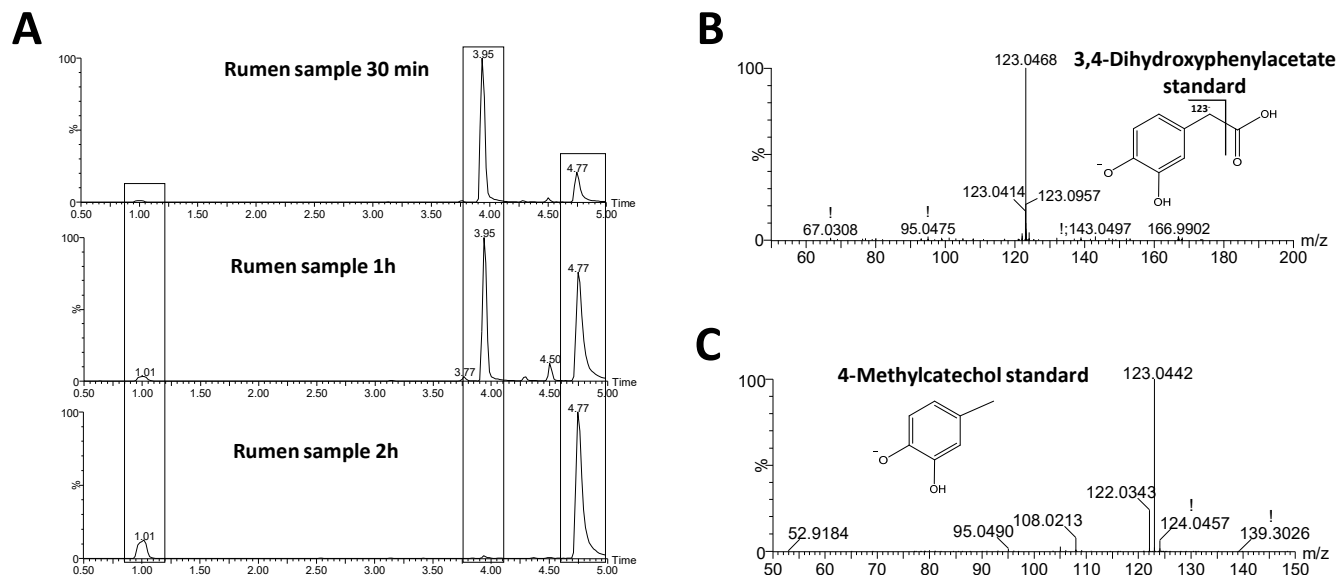 A
Rumen sample 30 min
100
%
0
3.95
4.77
0.50 1.00 1.50 2.00 2.50 3.00 3.50 4.00 4.50 5.00 Time
Rumen sample 1h
100
%
0
1.01
3.77
3.95
4.50
4.77
0.50 1.00 1.50 2.00 2.50 3.00 3.50 4.00 4.50 5.00 Time
Rumen sample 2h
100
%
0
1.01
4.77
0.50 1.00 1.50 2.00 2.50 3.00 3.50 4.00 4.50 5.00 Time
B
3,4-Dihydroxyphenylacetate
standard
123.0468
100
%
0
123-
OH
O
-O
OH
123.0414
123.0957
!
67.0308
!
95.0475
!;143.0497
166.9902
60 80 100 120 140 160 180 200 m/z
C
4-Methylcatechol standard
123.0442
100
%
0
-O
OH
52.9184
95.0490
108.0213
122.0343
!
124.0457
!
139.3026
50 60 70 80 90 100 110 120 130 140 150 m/z